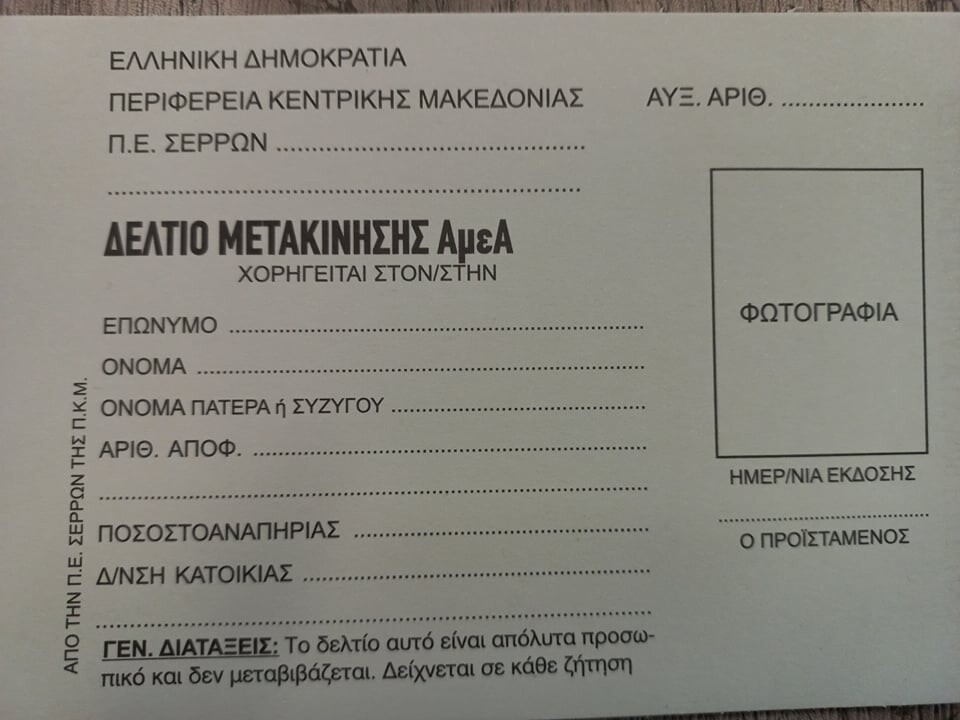 ΕΛΛΗΝΙΚΗ ΔΗΜΟΚΡΑΤΙΑ
ΠΕΡΙΦΕΡΕΙΑ ΚΕΝΤΡΙΚΗΣ ΜΑΚΕΔΟΝΙΑΣ
ΑΥΞ. ΑΡΙΘ. ......................
Π.Ε. ΣΕΡΡΩΝ ................................................
.........................................................................
ΔΕΛΤΙΟ ΜΕΤΑΚΙΝΗΣΗΣ ΑμεΑ
ΧΟΡΗΓΕΙΤΑΙ ΣΤΟΝ/ΣΤΗΝ
ΕΠΩΝΥΜΟ ................................................................
ΟΝΟΜΑ .....................................................................
ΟΝΟΜΑ ΠΑΤΕΡΑ ή ΣΥΖΥΓΟΥ .......................................
ΑΡΙΘ. ΑΠΟΦ. .............................................................
.....................................................................................
ΠΟΣΟΣΤΟΑΝΑΠΗΡΙΑΣ ..............................................
Δ/ΝΣΗ ΚΑΤΟΙΚΙΑΣ ......................................................
.....................................................................................
ΓΕΝ. ΔΙΑΤΑΞΕΙΣ: Το δελτίο αυτό είναι απόλυτα προσω-
πικό και δεν μεταβιβάζεται. Δείχνεται σε κάθε ζήτηση
ΦΩΤΟΓΡΑΦΙΑ
ΗΜΕΡ/ΝΙΑ ΕΚΔΟΣΗΣ
.................................
Ο ΠΡΟΪΣΤΑΜΕΝΟΣ
ΑΠΟ ΤΗΝ Π.Ε. ΣΕΡΡΩΝ ΤΗΣ Π.Κ.Μ.